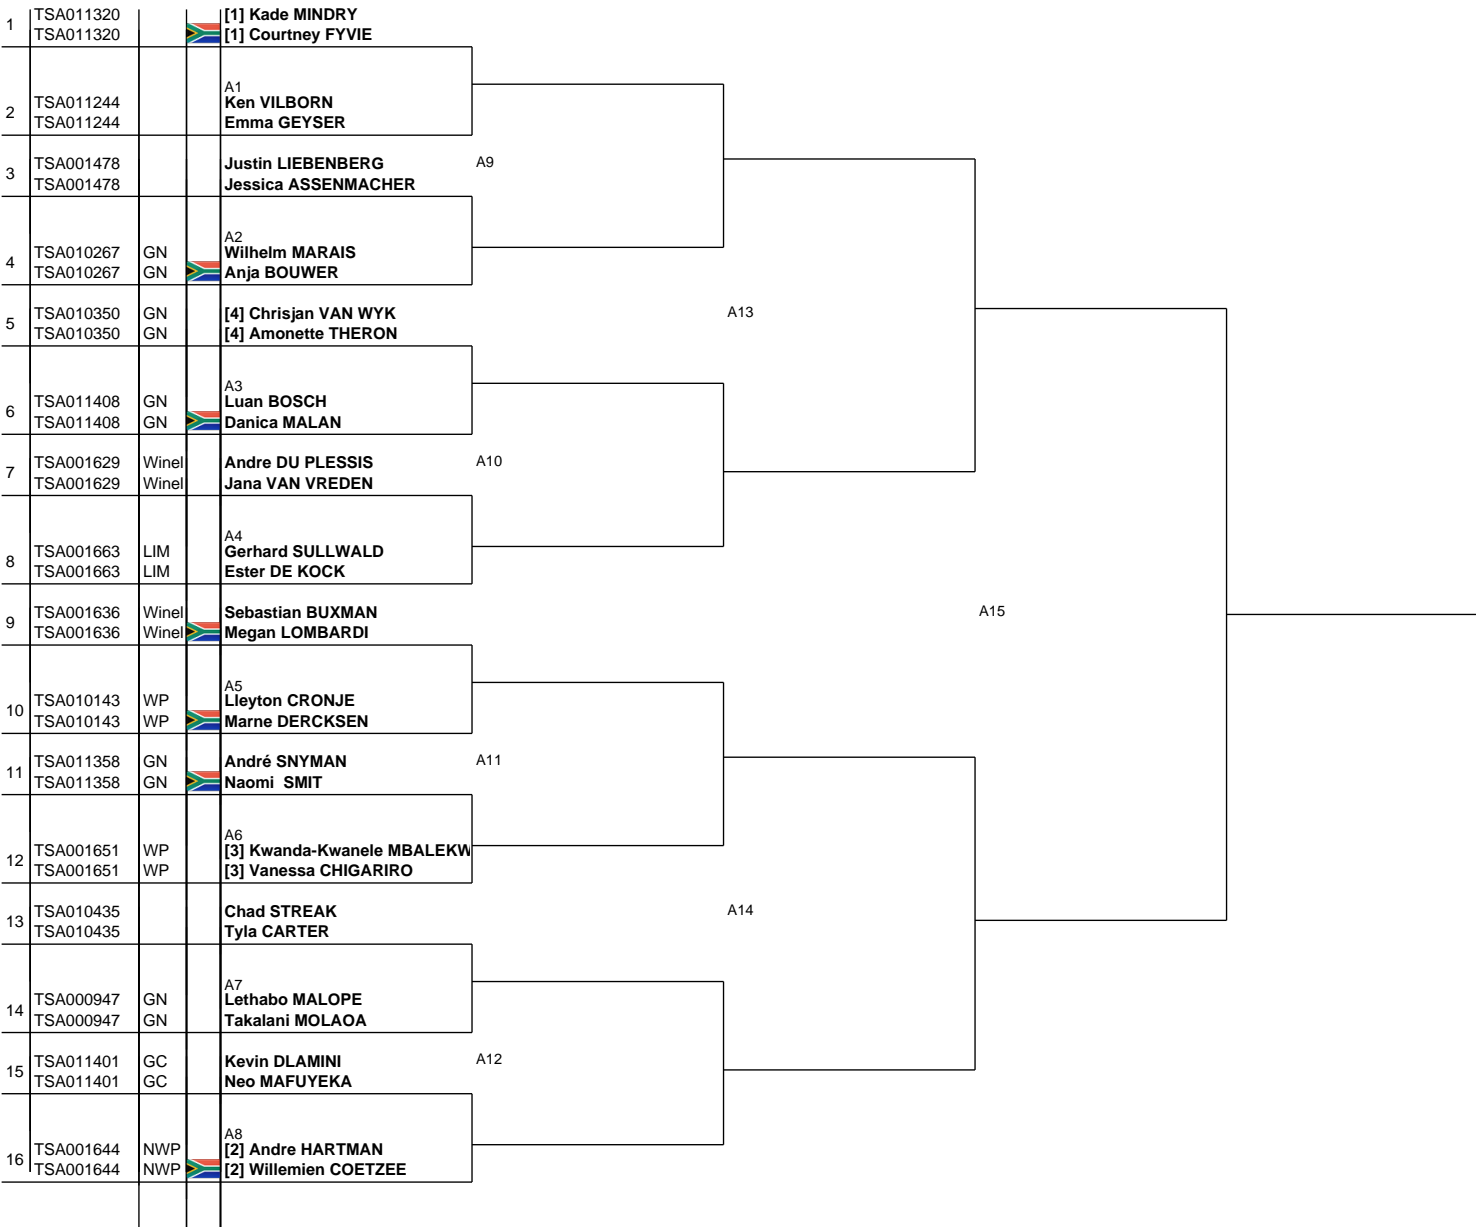 1 TSA011320 [1] Kade MINDRY
TSA011320 [1] Courtney FYVIE
A1
2 TSA011244 Ken VILBORN
TSA011244 Emma GEYSER
3 TSA001478 Justin LIEBENBERG A9
TSA001478 Jessica ASSENMACHER
A2
4 TSA010267 GN Wilhelm MARAIS
TSA010267 GN Anja BOUWER
5 TSA010350 GN [4] Chrisjan VAN WYK A13
TSA010350 GN [4] Amonette THERON
A3
6 TSA011408 GN Luan BOSCH
TSA011408 GN Danica MALAN
7 TSA001629 Winel Andre DU PLESSIS A10
TSA001629 Winel Jana VAN VREDEN
A4
8 TSA001663 LIM Gerhard SULLWALD
TSA001663 LIM Ester DE KOCK
9 TSA001636 Winel Sebastian BUXMAN A15
TSA001636 Winel Megan LOMBARDI
A5
10 TSA010143 WP Lleyton CRONJE
TSA010143 WP Marne DERCKSEN
11 TSA011358 GN André SNYMAN A11
TSA011358 GN Naomi SMIT
A6
12 TSA001651 WP [3] Kwanda-Kwanele MBALEKW
TSA001651 WP [3] Vanessa CHIGARIRO
13 TSA010435 Chad STREAK A14
TSA010435 Tyla CARTER
A7
14 TSA000947 GN Lethabo MALOPE
TSA000947 GN Takalani MOLAOA
15 TSA011401 GC Kevin DLAMINI A12
TSA011401 GC Neo MAFUYEKA
A8
16 TSA001644 NWP [2] Andre HARTMAN
TSA001644 NWP [2] Willemien COETZEE